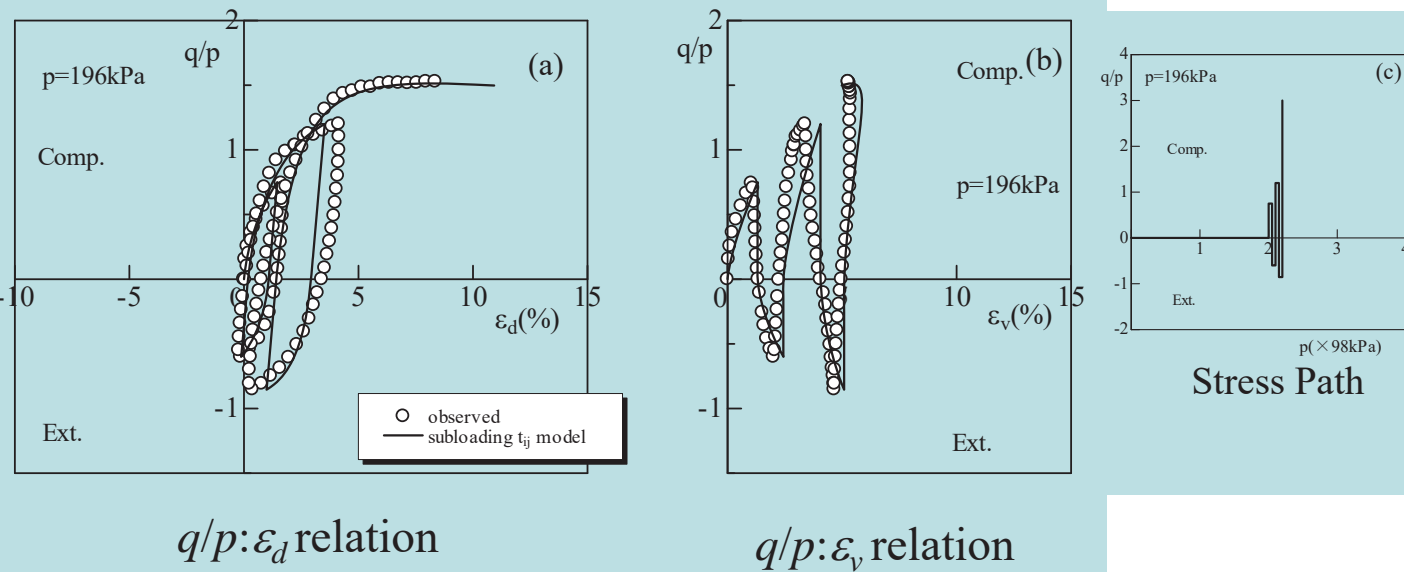 2
q/p
(a)
p=196kPa
1
Comp.
-10
-5
0
5
10
15
εd(%)
-1
Ext.
observed
subloading tij model
q/p:εd relation
2
q/p
(b)
Comp.
1
p=196kPa
0
10
15
εv(%)
-1
Ext.
q/p:εv relation
4
q/p
p=196kPa
(c)
3
2
Comp.
1
0
1
2
3
4
-1
Ext.
-2
p(×98kPa)
Stress Path